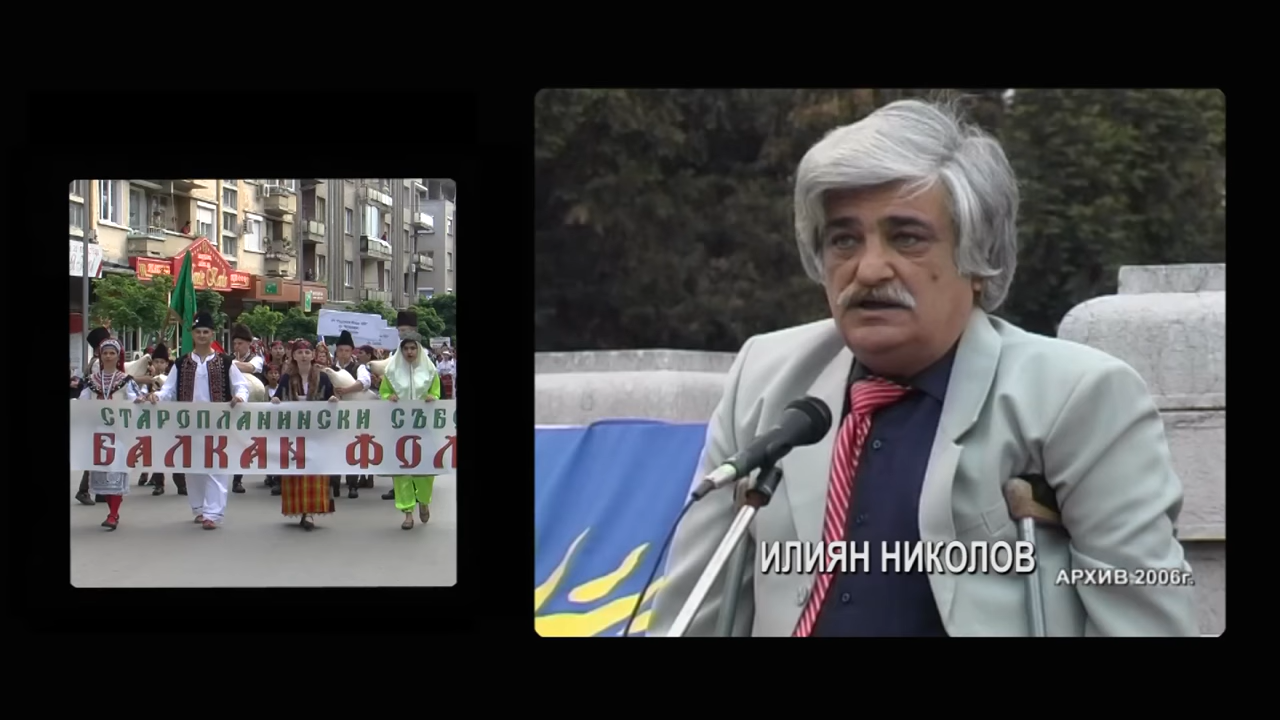 СТАРОПЛАНИНСКИ СЪБО
БАЛКАН ФОЛ
ИЛИЯН НИКОЛОВ
АРХИВ 2006г.